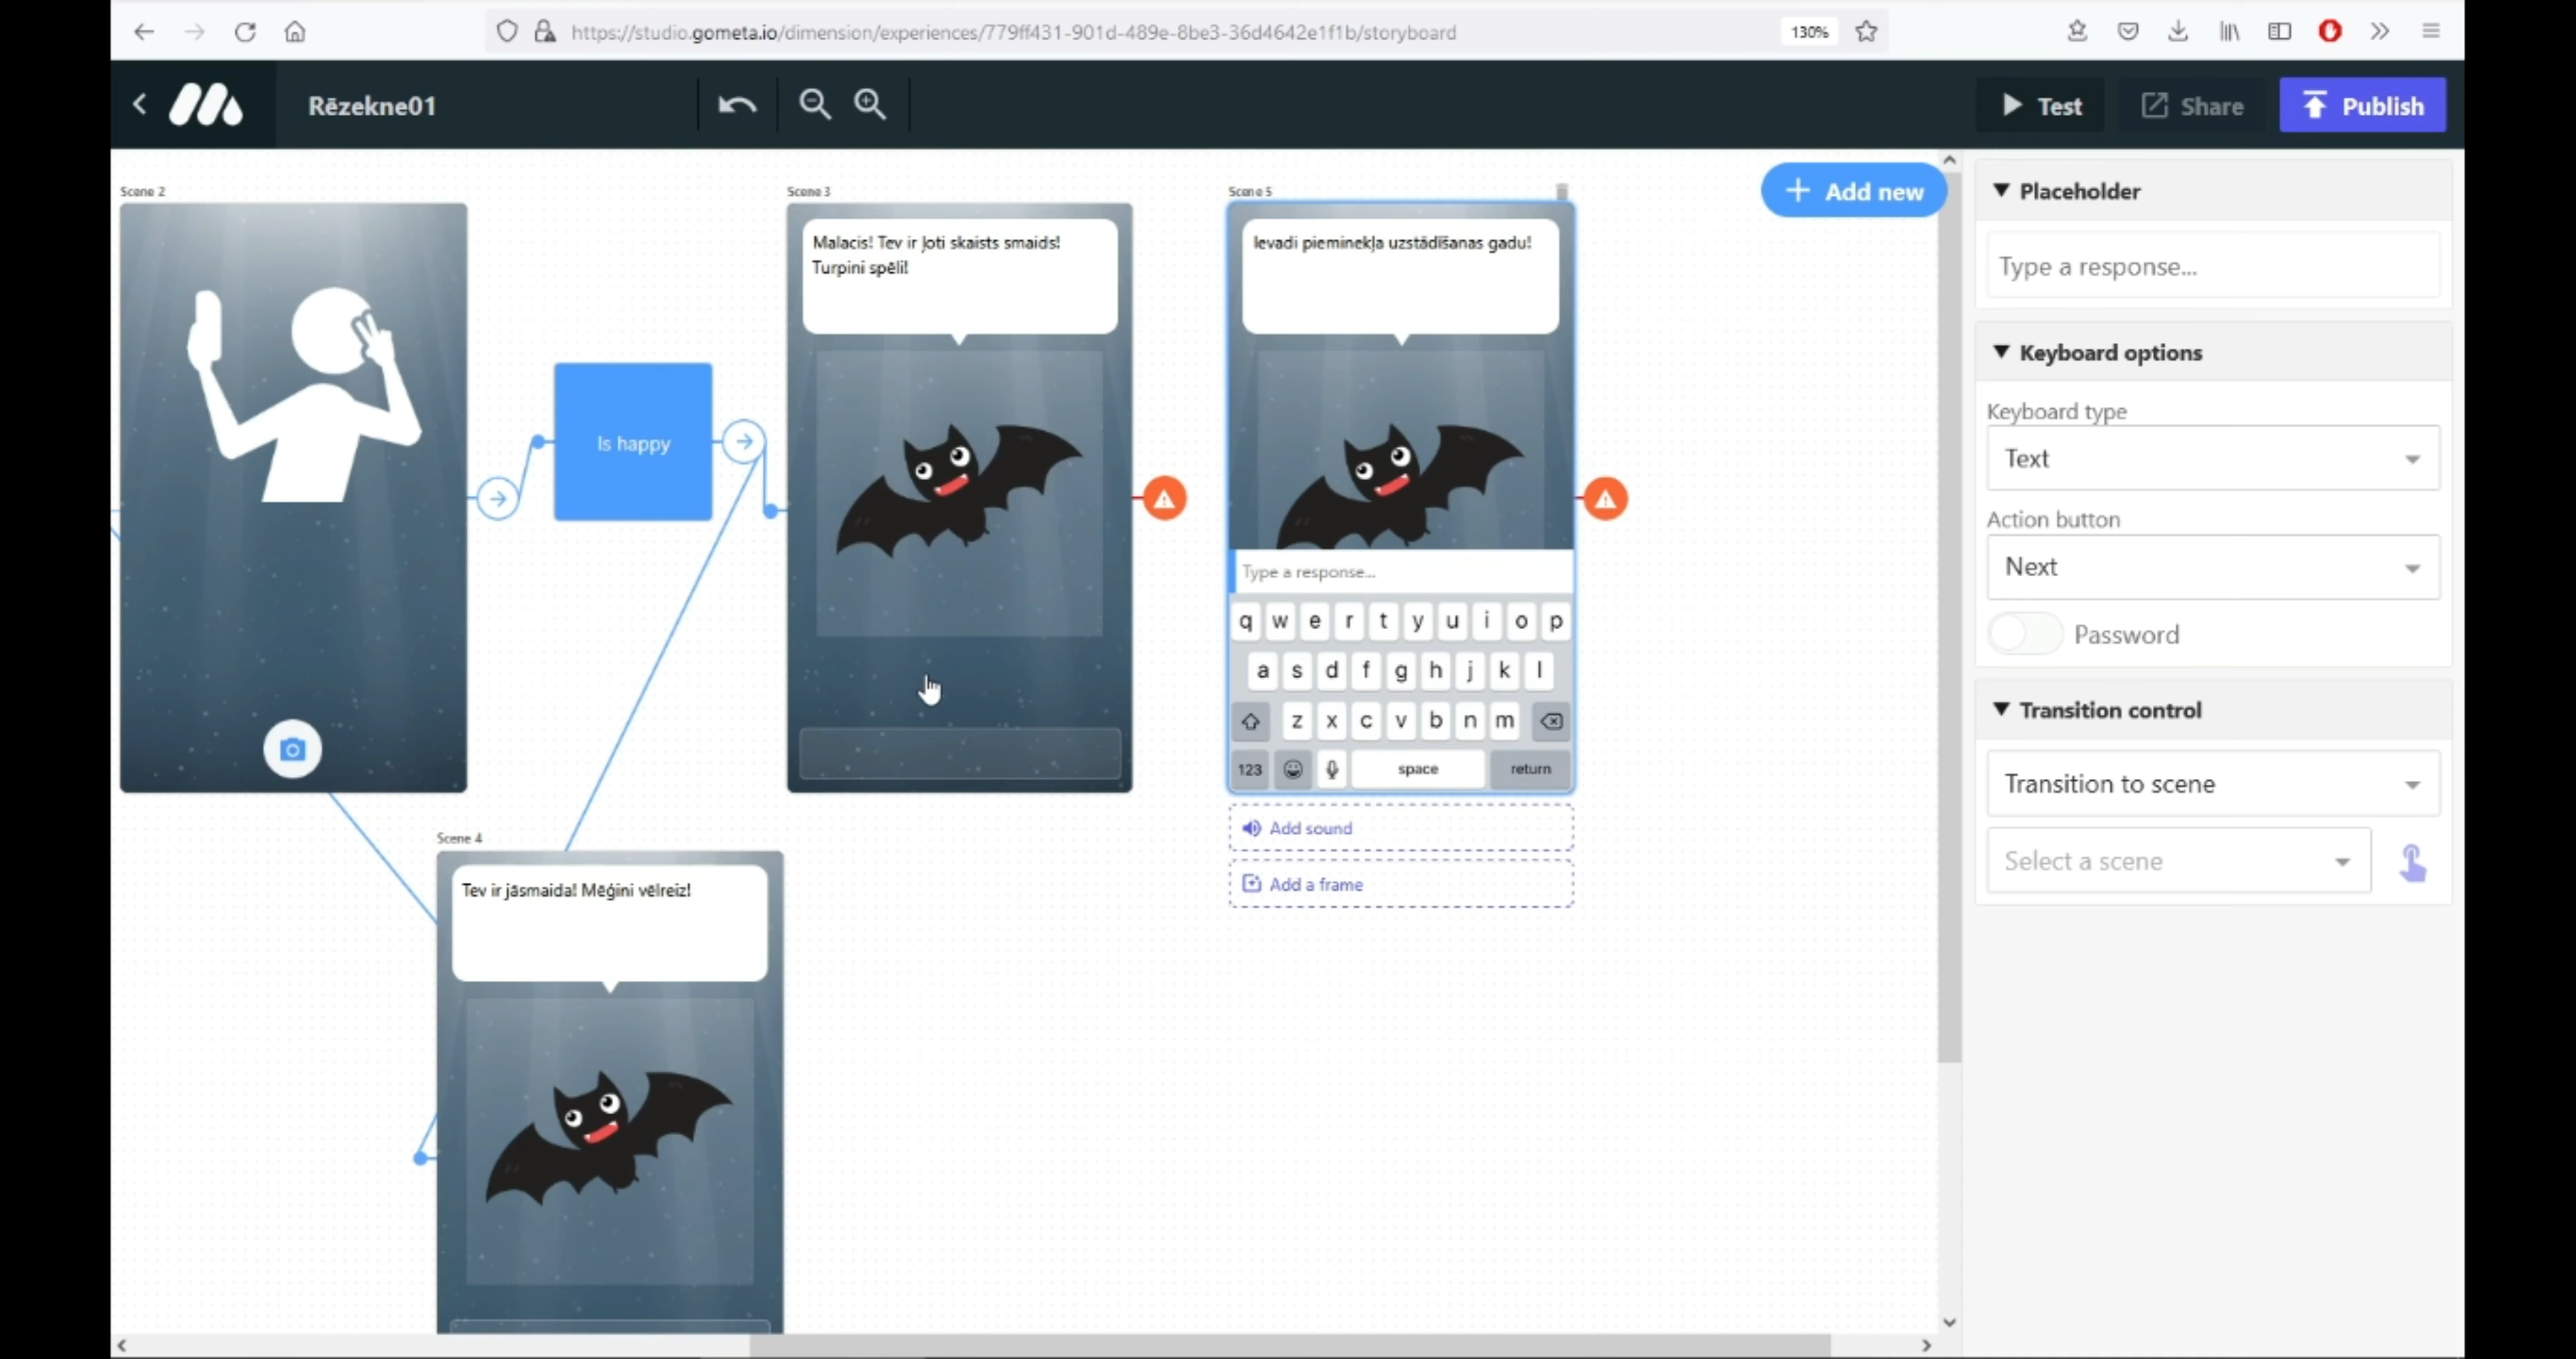 https://studio.gometa.io/dimension/experiences/779ff431-901d-489e-8be3-36d4642e1f1b/storyboard
130%
Rēzekne01
Test
Share
Publish
Scene 2
Scene 3
Scene 5
Add new
Malacis! Tev ir ļoti skaists smaids!
Turpini spēli!
Ievadi pieminekļa uzstādīšanas gadu!
Is happy
Type a response...
q w e r t y u i o p
a s d f g h j k l
z x c v b n m
123
space
return
Add sound
Add a frame
Scene 4
Tev ir jāsmaida! Mēģini vēlreiz!
Placeholder
Type a response...
Keyboard options
Keyboard type
Text
Action button
Next
Password
Transition control
Transition to scene
Select a scene